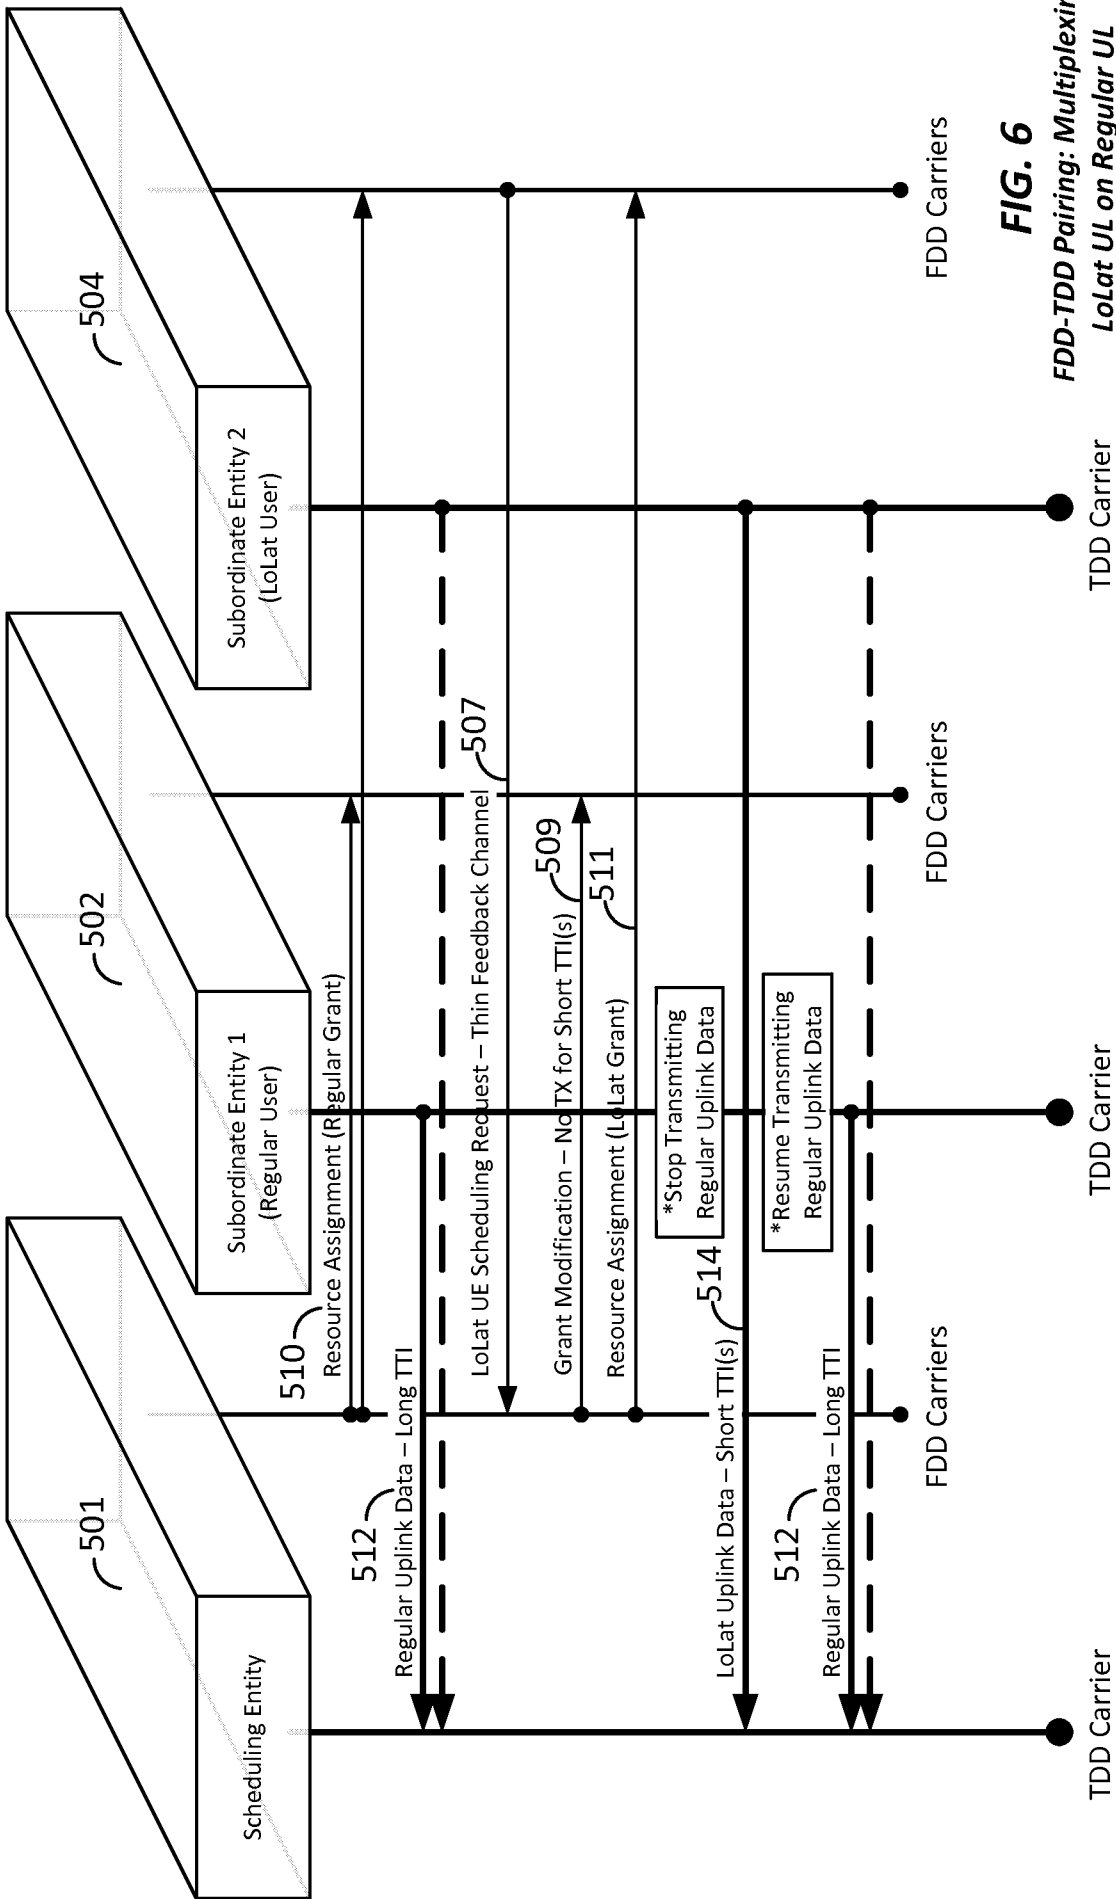 501
Scheduling Entity
502
Subordinate Entity 1
(Regular User)
504
Subordinate Entity 2
(LoLat User)
510
Resource Assignment (Regular Grant)
512
Regular Uplink Data – Long TTI
507
LoLat UE Scheduling Request – Thin Feedback Channel
509
Grant Modification – No TX for Short TTI(s)
511
Resource Assignment (LoLat Grant)
*Stop Transmitting
Regular Uplink Data
514
LoLat Uplink Data – Short TTI(s)
*Resume Transmitting
Regular Uplink Data
512
Regular Uplink Data – Long TTI
FDD Carriers
FDD Carriers
FDD Carriers
TDD Carrier
TDD Carrier
TDD Carrier
FIG. 6
FDD-TDD Pairing:
LoLat UL on Regular UL